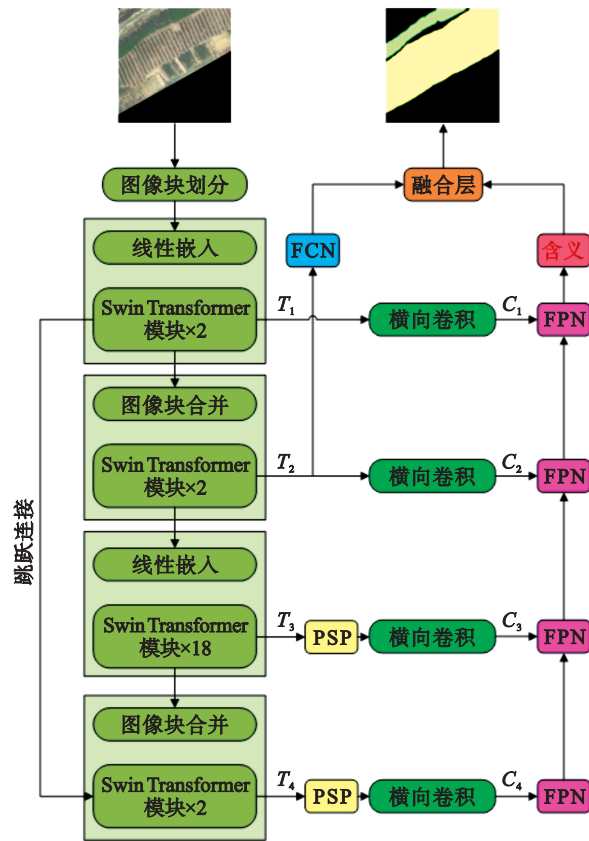 图像块划分
融合层
线性嵌入
FCN
含义
Swin Transformer
模块×2
T1
横向卷积
C1
FPN
图像块合并
Swin Transformer
模块×2
T2
横向卷积
C2
FPN
跳跃连接
线性嵌入
Swin Transformer
模块×18
T3
PSP
横向卷积
C3
FPN
图像块合并
Swin Transformer
模块×2
T4
PSP
横向卷积
C4
FPN